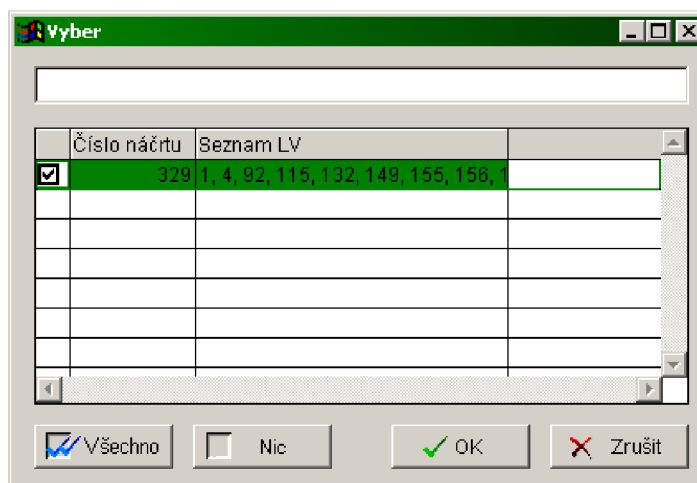 Vyber
Číslo náčrtu Seznam LV
329 1, 4, 92, 115, 132, 149, 155, 156, 1
Všechno Nic OK Zrušit